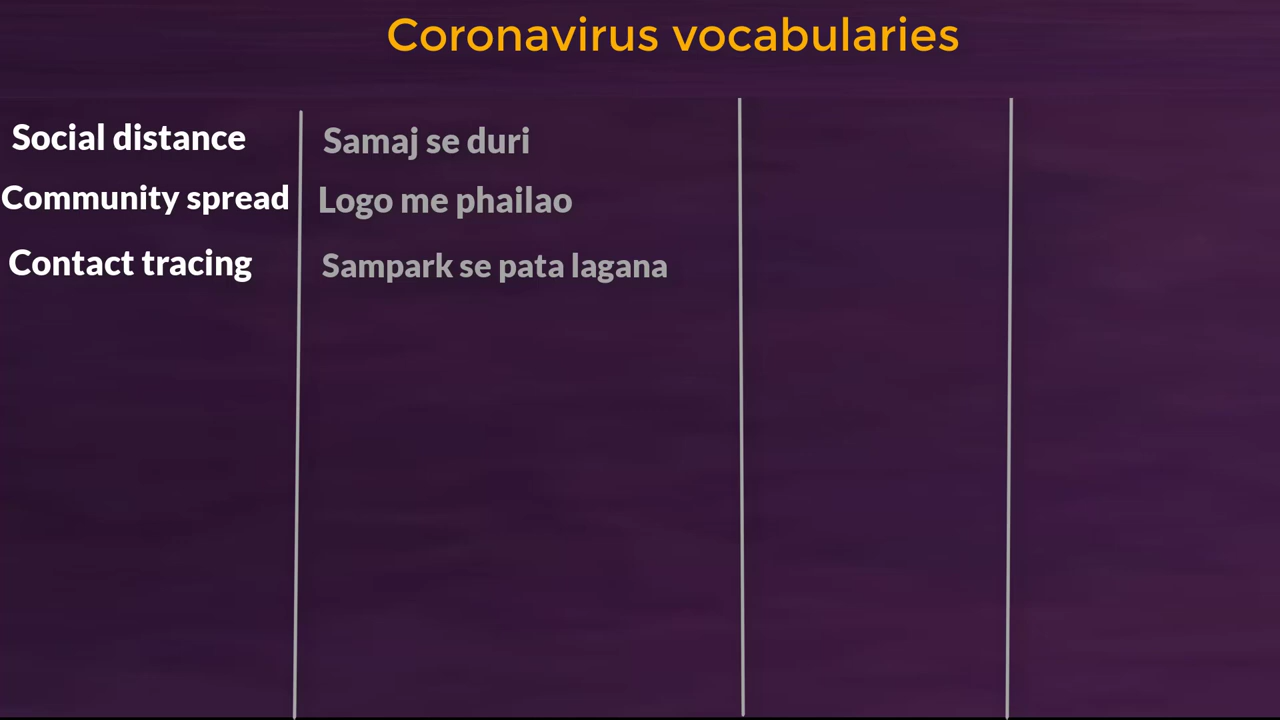 Coronavirus vocabularies
Social distance Samaj se duri
Community spread Logo me phailao
Contact tracing Sampark se pata lagana